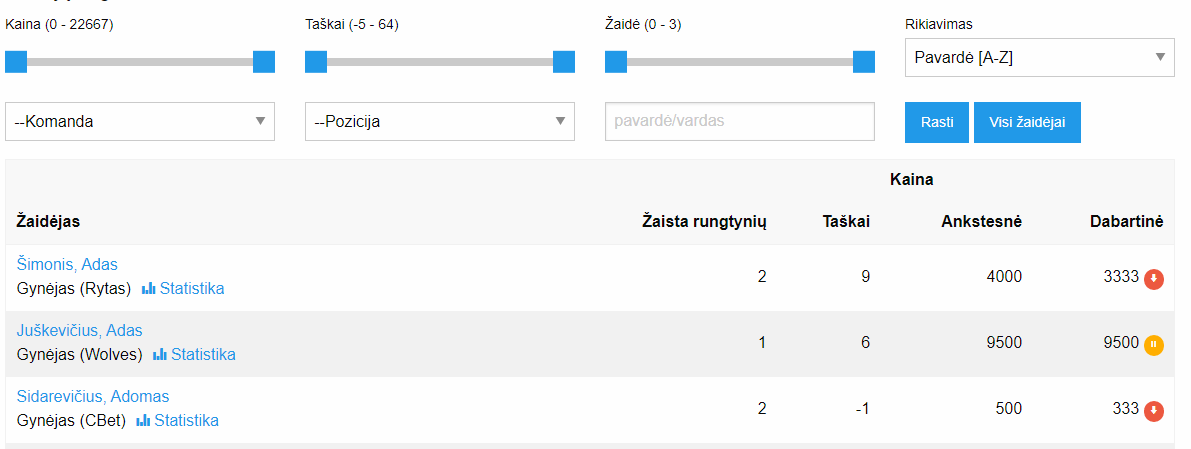 Kaina (0 - 22667) Taškai (-5 - 64) Žaidė (0 - 3) Rikiavimas
Pavardė [A-Z]
--Komanda --Pozicija pavardė/vardas Rasti Visi žaidėjai
Kaina
Žaidėjas Žaista rungtynių Taškai Ankstesnė Dabartinė
Šimonis, Adas
Gynėjas (Rytas) Statistika 2 9 4000 3333
Juškevičius, Adas
Gynėjas (Wolves) Statistika 1 6 9500 9500
Sidarevičius, Adomas
Gynėjas (CBet) Statistika 2 -1 500 333